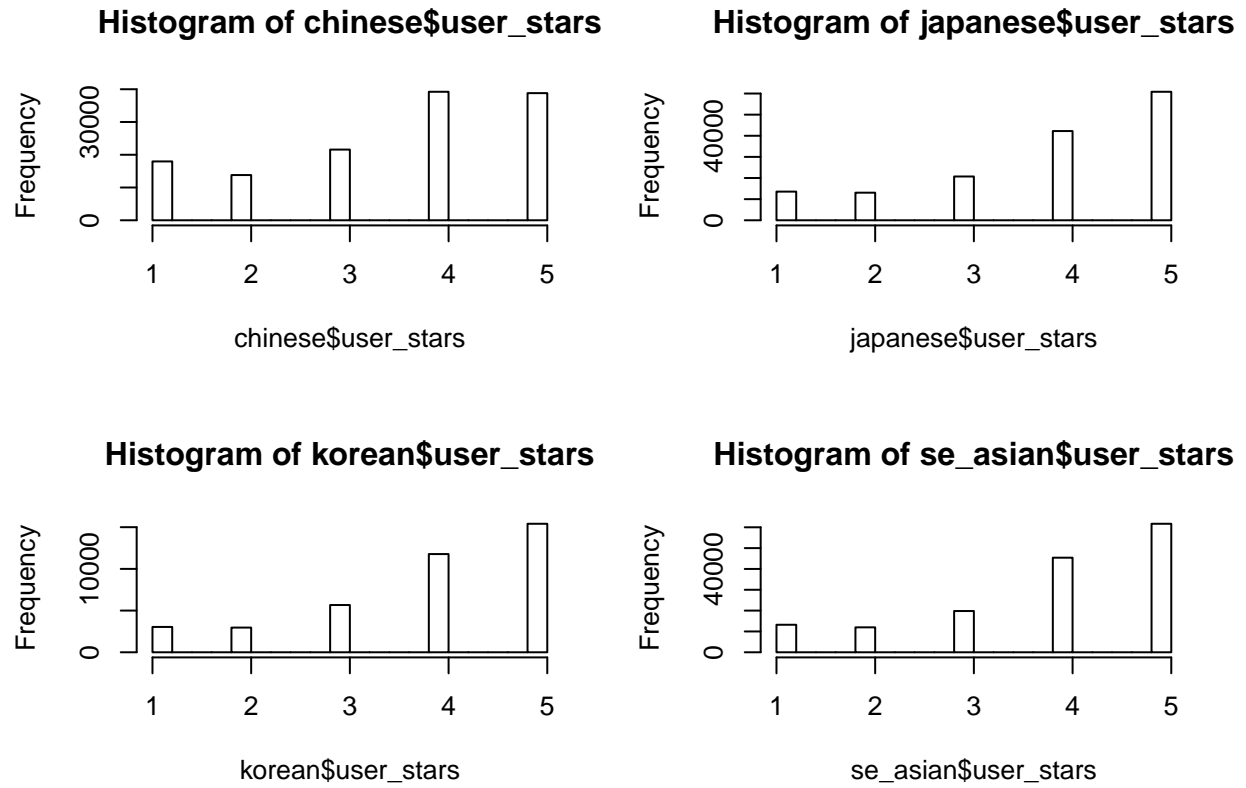 Histogram of chinese$user_stars
Frequency
0
30000
1 2 3 4 5
chinese$user_stars
Histogram of japanese$user_stars
Frequency
0
40000
1 2 3 4 5
japanese$user_stars
Histogram of korean$user_stars
Frequency
0
10000
1 2 3 4 5
korean$user_stars
Histogram of se_asian$user_stars
Frequency
0
40000
1 2 3 4 5
se_asian$user_stars